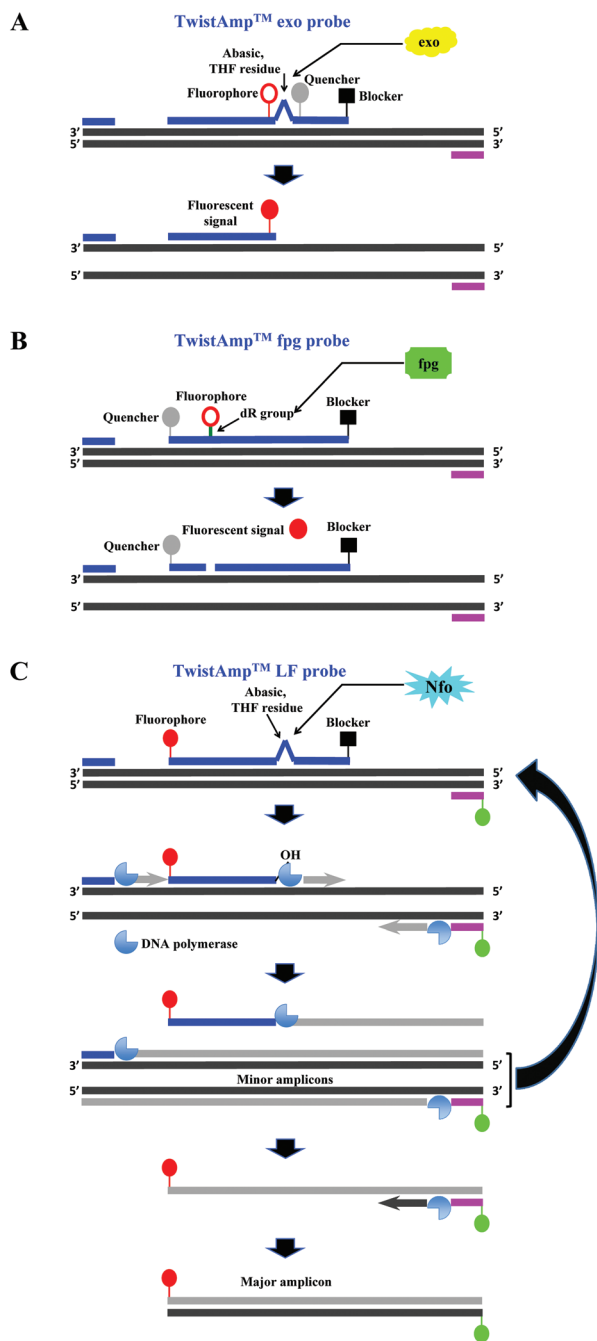 A
TwistAmp™ exo probe
exo
Abasic,
THF residue
Quencher
Fluorophore
Blocker
3’ 5’
5’ 3’
Fluorescent
signal
3’ 5’
5’ 3’
B
TwistAmp™ fpg probe
fpg
Fluorophore
Quencher
dR group
Blocker
3’ 5’
5’ 3’
Fluorescent signal
Blocker
Quencher
3’ 5’
5’ 3’
C
TwistAmp™ LF probe
Nfo
Abasic,
THF residue
Fluorophore
Blocker
3’ 5’
5’ 3’
OH
3’ 5’
5’ 3’
DNA polymerase
3’ 5’
Minor amplicons
5’ 3’
Major amplicon